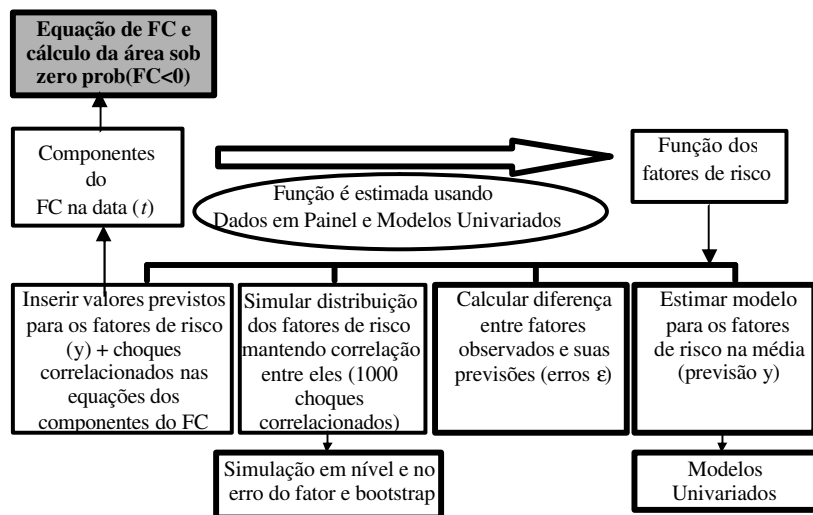 Equação de FC e
cálculo da área sob
zero prob(FC<0)
Componentes
do
FC na data (t)
Função dos
fatores de risco
Função é estimada usando
Dados em Painel e Modelos Univariados
Inserir valores previstos
para os fatores de risco
(y) + choques
correlacionados nas
equações dos
componentes do FC
Simular distribuição
dos fatores de risco
mantendo correlação
entre eles (1000
choques
correlacionados)
Calcular diferença
entre fatores
observados e suas
previsões (erros ε)
Estimar modelo
para os fatores
de risco na média
(previsão y)
Simulação em nível e no
erro do fator e bootstrap
Modelos
Univariados